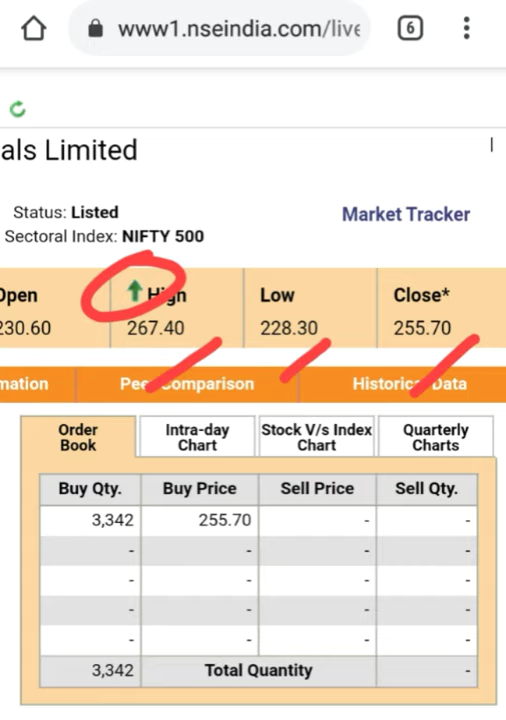 6
www1.nseindia.com/live
als Limited
Status: Listed
Market Tracker
Sectoral Index: NIFTY 500
Open High Low Close*
230.60 267.40 228.30 255.70
mation Peer Comparison Historical Data
Order Book Intra-day Chart Stock V/s Index Chart Quarterly Charts
Buy Qty. Buy Price Sell Price Sell Qty.
3,342 255.70 - -
- - - -
- - - -
- - - -
- - - -
3,342 Total Quantity -